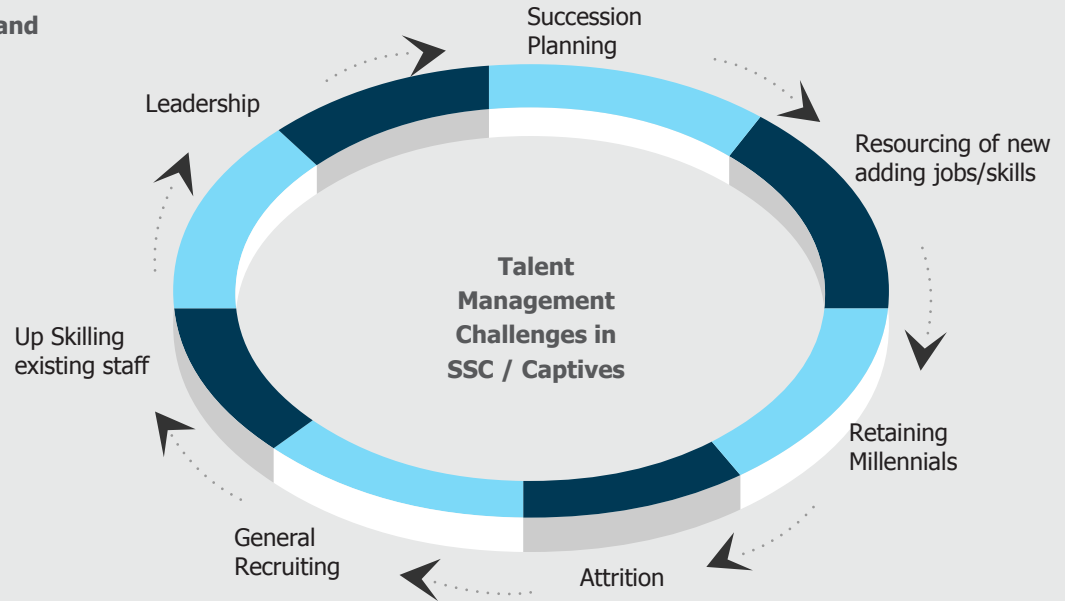 and
Succession
Planning
Leadership
Resourcing of new
adding jobs/skills
Talent
Management
Challenges in
SSC / Captives
Up Skilling
existing staff
Retaining
Millennials
General
Recruiting
Attrition